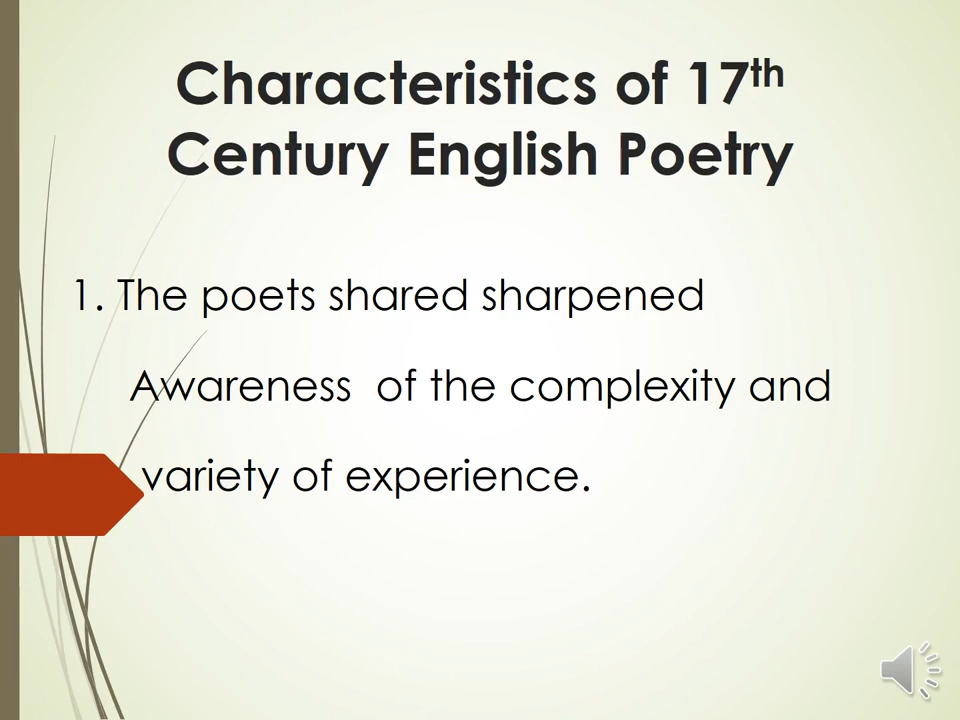 Characteristics of 17th
Century English Poetry
1. The poets shared sharpened
Awareness of the complexity and
variety of experience.